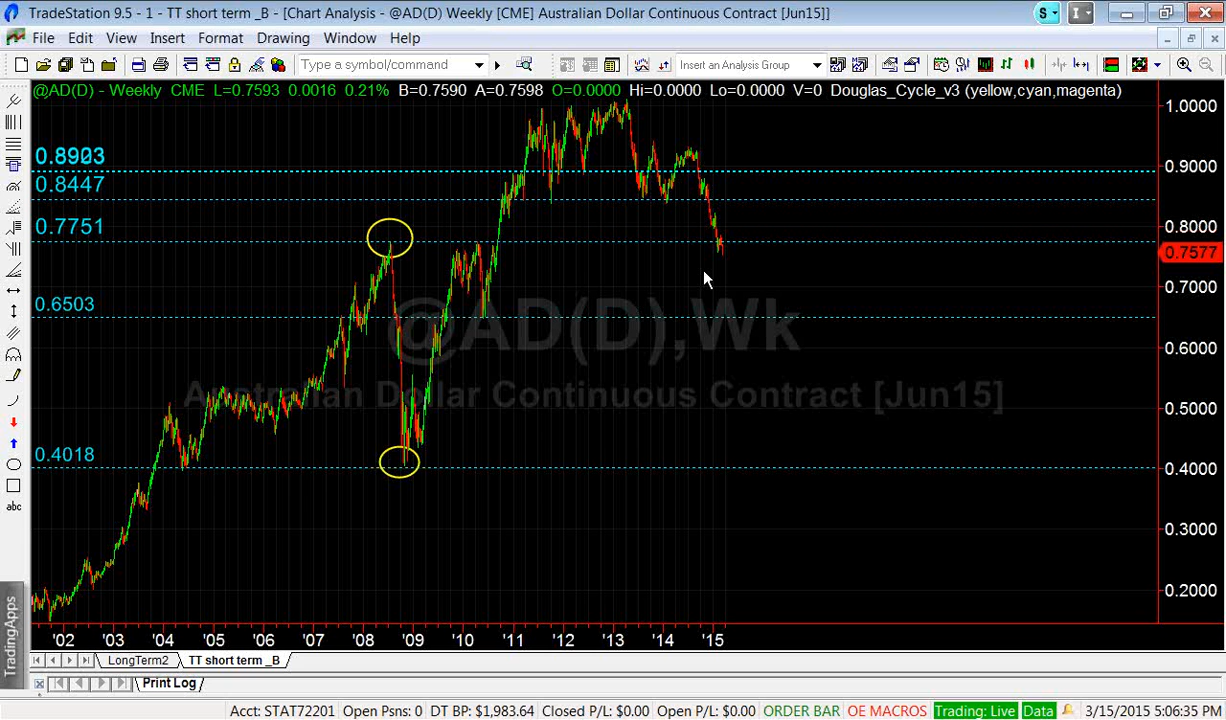 TradeStation 9.5 - 1 - TT short term _B - [Chart Analysis - @AD(D) Weekly [CME] Australian Dollar Continuous Contract [Jun15]]
S
I
File Edit View Insert Format Drawing Window Help
Type a symbol/command
Insert an Analysis Group
@AD(D) - Weekly CME L=0.7593 0.0016 0.21% B=0.7590 A=0.7598 O=0.0000 Hi=0.0000 Lo=0.0000 V=0 Douglas_Cycle_v3 (yellow,cyan,magenta)
1.0000
0.8903
0.9000
0.8447
0.7751
0.8000
0.7577
0.7000
0.6503
@AD(D),Wk
0.6000
Australian Dollar Continuous Contract [Jun15]
0.5000
0.4018
0.4000
abc
0.3000
0.2000
TradingApps
'02 '03 '04 '05 '06 '07 '08 '09 '10 '11 '12 '13 '14 '15
LongTerm2 TT short term _B
Print Log
Acct: STAT72201 Open Psns: 0 DT BP: $1,983.64 Closed P/L: $0.00 Open P/L: $0.00 ORDER BAR OE MACROS Trading: Live Data 3/15/2015 5:06:35 PM